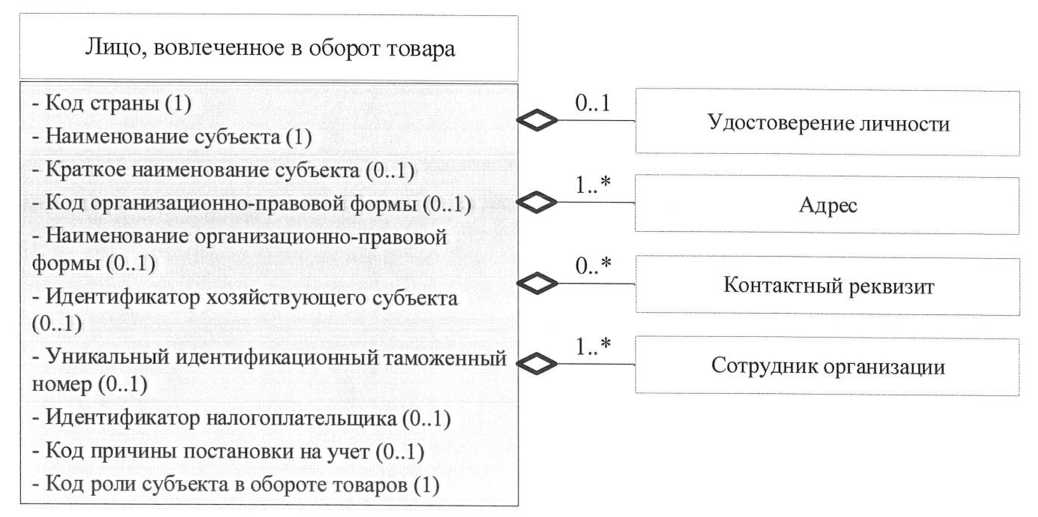 Лицо, вовлеченное в оборот товара
- Код страны (1)
- Наименование субъекта (1)
- Краткое наименование субъекта (0..1)
- Код организационно-правовой формы (0..1)
- Наименование организационно-правовой
формы (0..1)
- Идентификатор хозяйствующего субъекта
(0..1)
- Уникальный идентификационный таможенный
номер (0..1)
- Идентификатор налогоплательщика (0..1)
- Код причины постановки на учет (0..1)
- Код роли субъекта в обороте товаров (1)
0..1
Удостоверение личности
1..*
Адрес
0..*
Контактный реквизит
1..*
Сотрудник организации